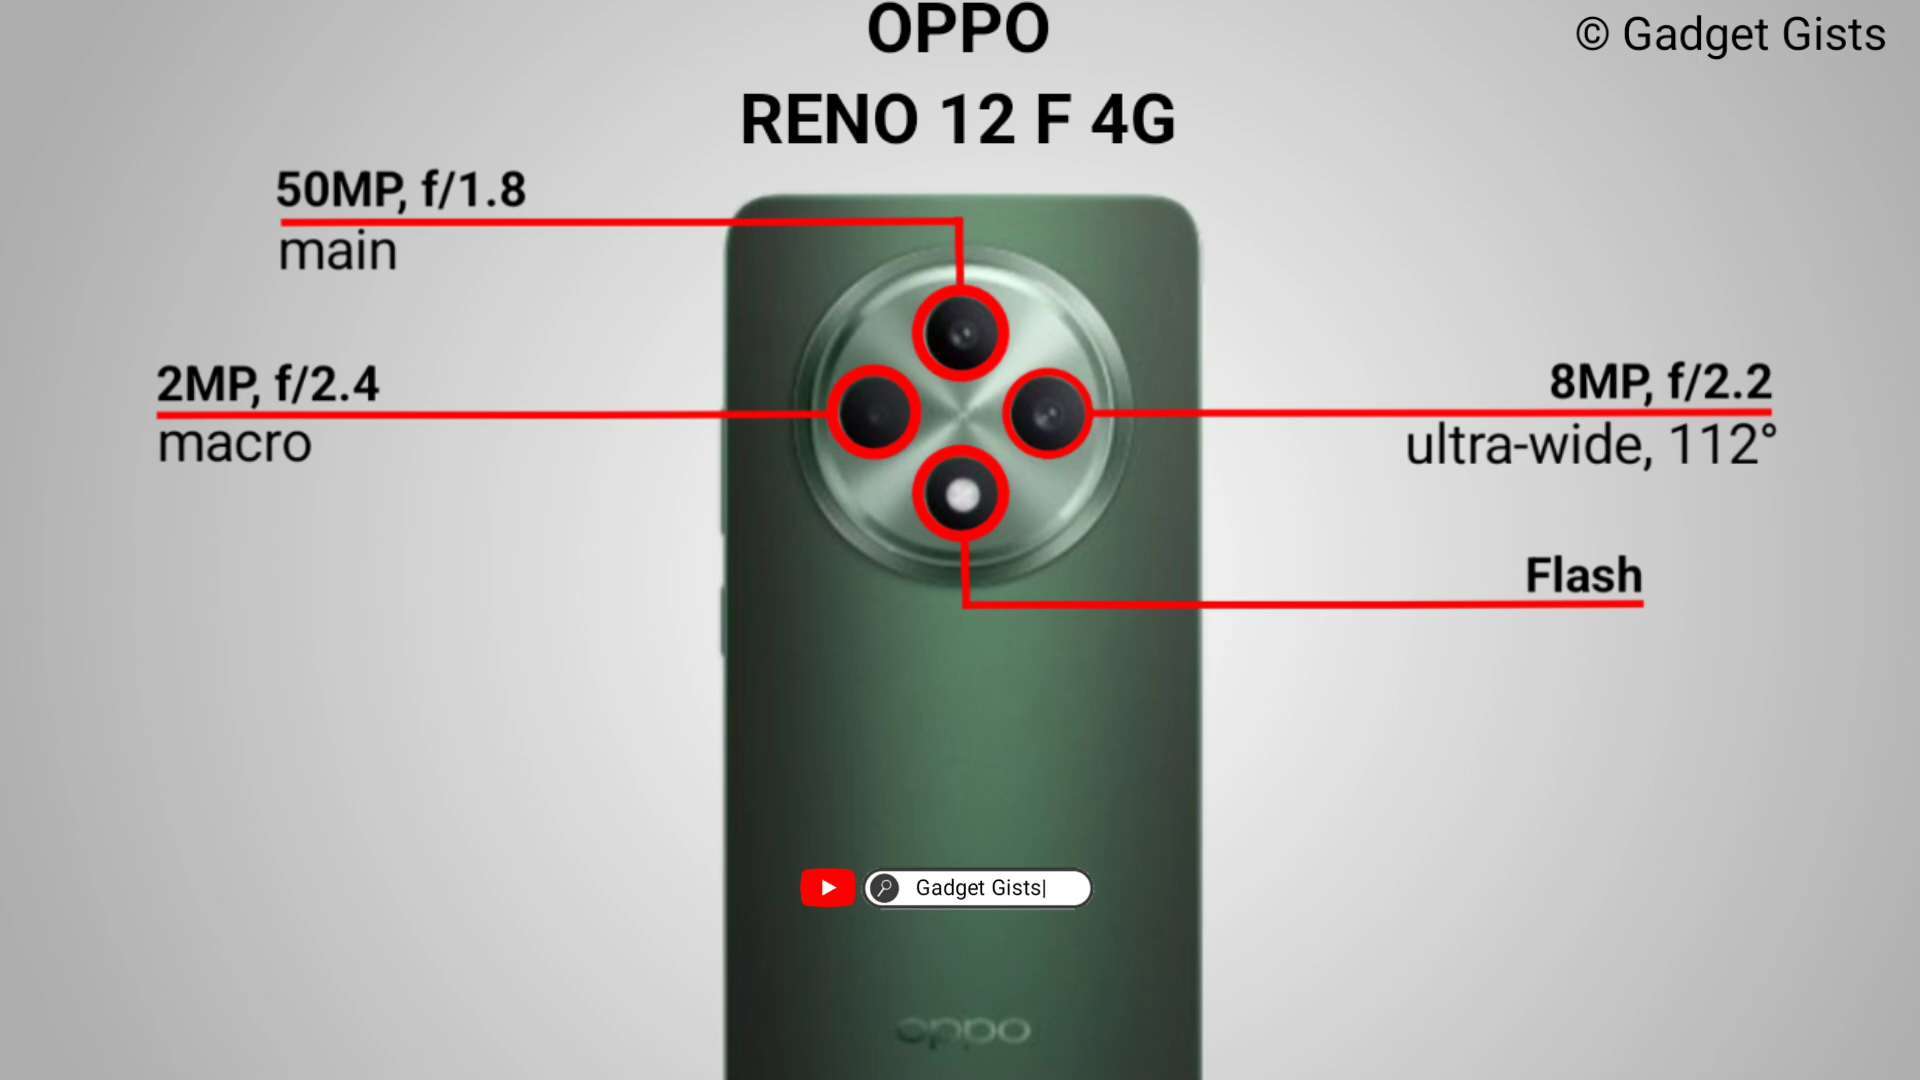 OPPO
© Gadget Gists
RENO 12 F 4G
50MP, f/1.8
main
2MP, f/2.4
macro
8MP, f/2.2
ultra-wide, 112°
Flash
Gadget Gists|
oppo